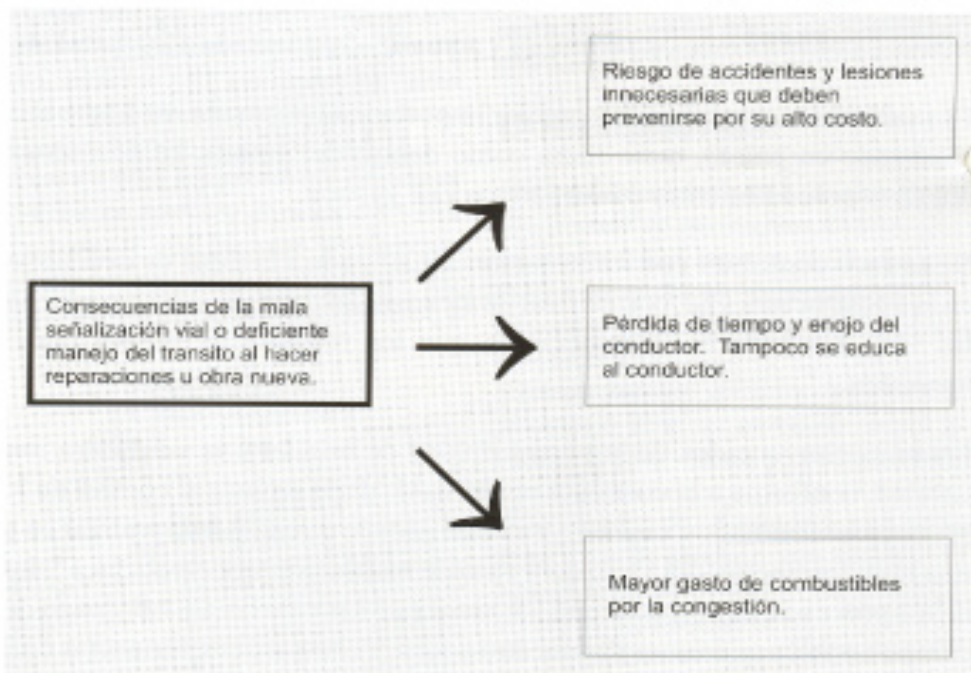 Riesgo de accidentes y lesiones
innecesarias que deben
prevenirse por su alto costo.
Consecuencias de la mala
señalización vial o deficiente
manejo del transito al hacer
reparaciones u obra nueva.
Pérdida de tiempo y enojo del
conductor. Tampoco se educa
al conductor.
Mayor gasto de combustibles
por la congestión.